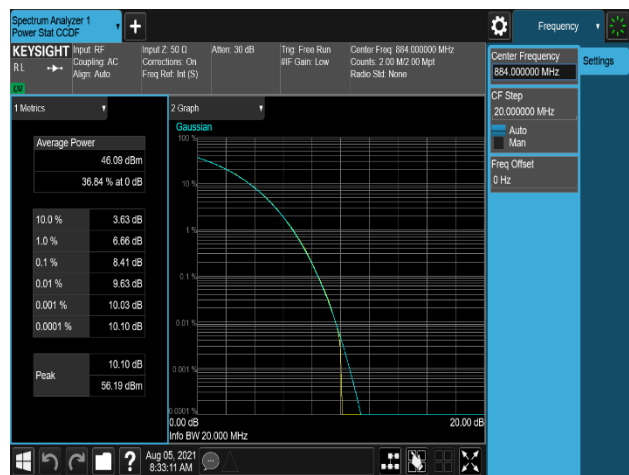 Spectrum Analyzer 1
Power Stat CCDF
Frequency
KEYSIGHT
Input: RF
Input Z: 50 Ω
Atten: 30 dB
Trig: Free Run
Center Freq: 884.000000 MHz
RL
Coupling: AC
Corrections: On
#IF Gain: Low
Counts: 2.00 M/2.00 Mpt
Align: Auto
Freq Ref: Int (S)
Radio Std: None
Center Frequency
884.000000 MHz
Settings
CF Step
20.000000 MHz
Auto
Man
Freq Offset
0 Hz
1 Metrics
2 Graph
Gaussian
Average Power
46.09 dBm
36.84 % at 0 dB
10.0 % 3.63 dB
1.0 % 6.66 dB
0.1 % 8.41 dB
0.01 % 9.63 dB
0.001 % 10.03 dB
0.0001 % 10.10 dB
Peak
10.10 dB
56.19 dBm
100 %
10 %
1 %
0.1 %
0.01 %
0.001 %
0.0001 %
0.00 dB
20.00 dB
Info BW 20.000 MHz
?
Aug 05, 2021
8:33:11 AM